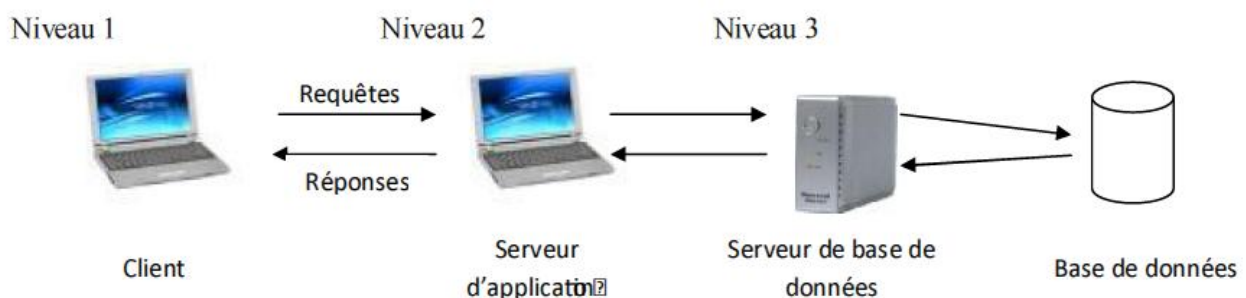 Niveau 1
Niveau 2
Niveau 3
Requêtes
Réponses
Client
Serveur
d'application
Serveur de base de
données
Base de données